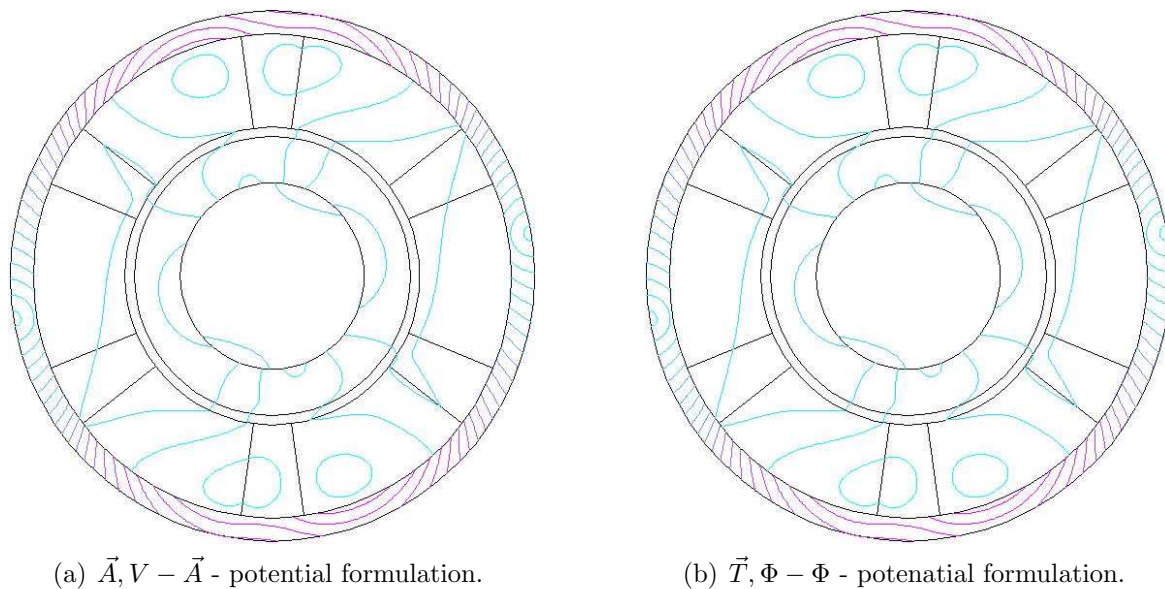 (a) $\vec{A}, V - \vec{A}$ - potential formulation.
(b) $\vec{T}, \Phi - \Phi$ - potenatial formulation.